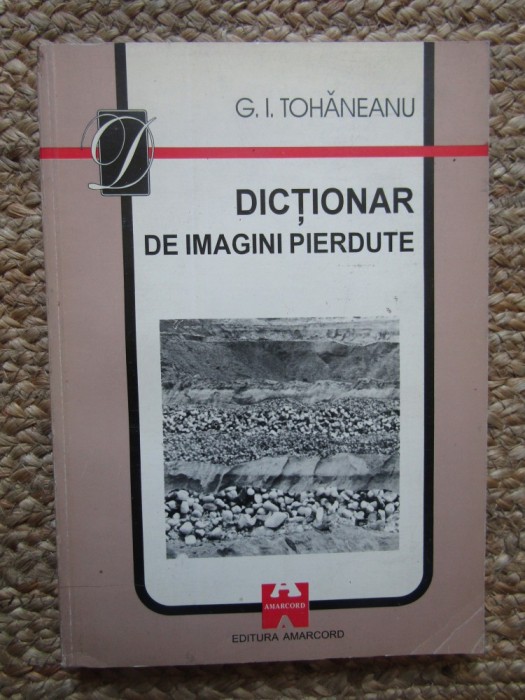 G. I. TOHĂNEANU
D
DICȚIONAR
DE IMAGINI PIERDUTE
AMARCORD
EDITURA AMARCORD